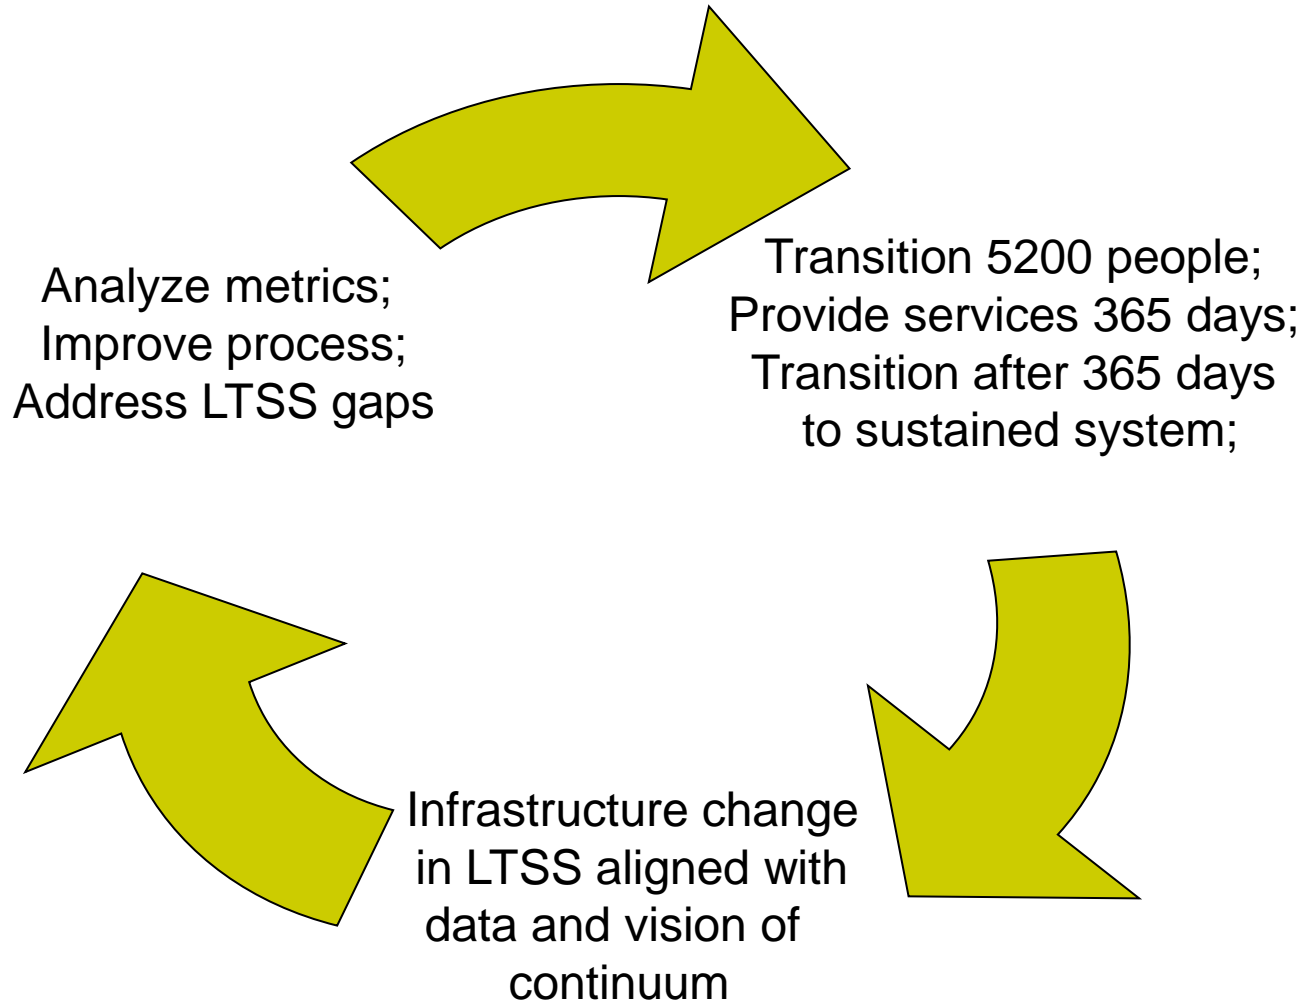 Analyze metrics;
Improve process;
Address LTSS gaps
Transition 5200 people;
Provide services 365 days;
Transition after 365 days
to sustained system;
Infrastructure change
in LTSS aligned with
data and vision of
continuum